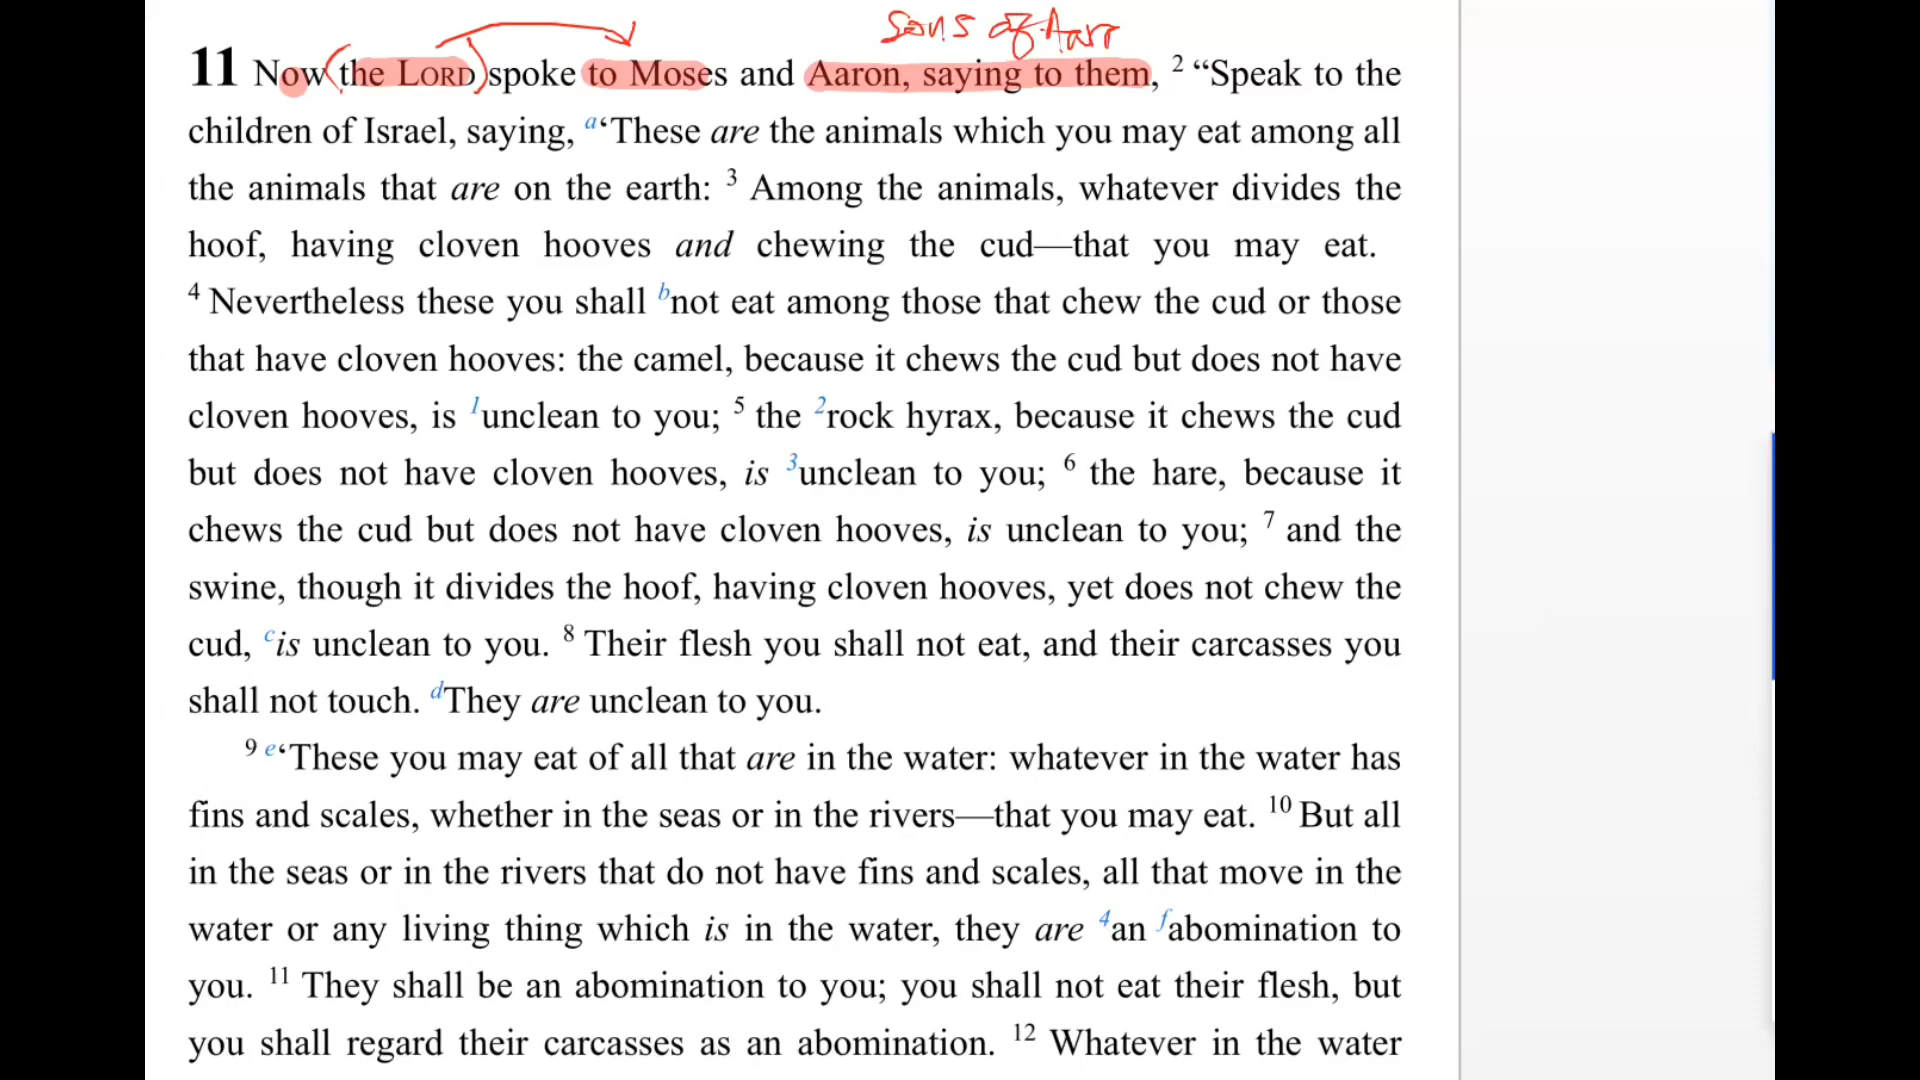 Sons of Aar
11 Now (the LORD) spoke to Moses and Aaron, saying to them, 2 “Speak to the
children of Israel, saying, a‘These are the animals which you may eat among all
the animals that are on the earth: 3 Among the animals, whatever divides the
hoof, having cloven hooves and chewing the cud—that you may eat.
4 Nevertheless these you shall bnot eat among those that chew the cud or those
that have cloven hooves: the camel, because it chews the cud but does not have
cloven hooves, is 1unclean to you; 5 the 2rock hyrax, because it chews the cud
but does not have cloven hooves, is 3unclean to you; 6 the hare, because it
chews the cud but does not have cloven hooves, is unclean to you; 7 and the
swine, though it divides the hoof, having cloven hooves, yet does not chew the
cud, cis unclean to you. 8 Their flesh you shall not eat, and their carcasses you
shall not touch. dThey are unclean to you.
9 e‘These you may eat of all that are in the water: whatever in the water has
fins and scales, whether in the seas or in the rivers—that you may eat. 10 But all
in the seas or in the rivers that do not have fins and scales, all that move in the
water or any living thing which is in the water, they are 4an fabomination to
you. 11 They shall be an abomination to you; you shall not eat their flesh, but
you shall regard their carcasses as an abomination. 12 Whatever in the water